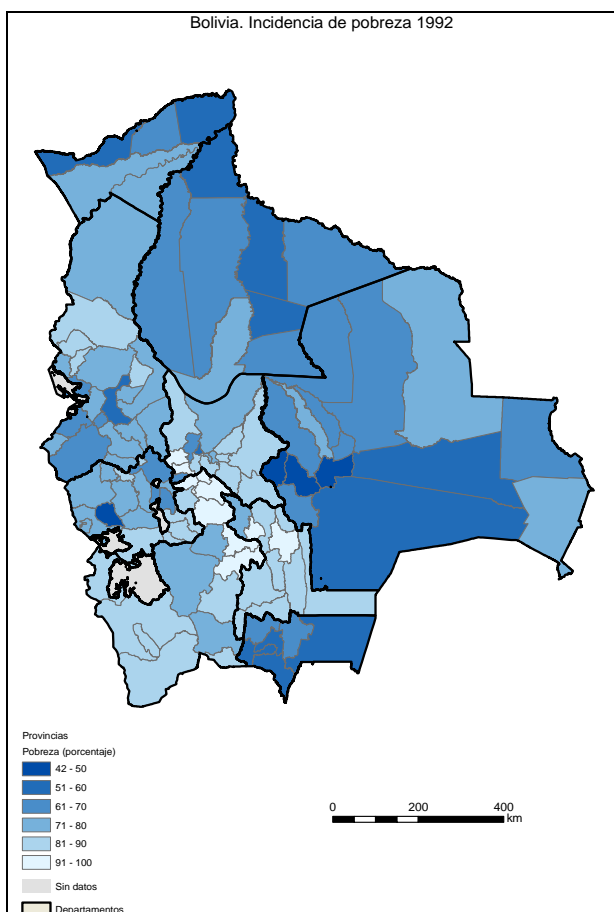 Bolivia. Incidencia de pobreza 1992
Provincias
Pobreza (porcentaje)
42 - 50
51 - 60
61 - 70
71 - 80
81 - 90
91 - 100
Sin datos
Departamentos
0 200 400
km